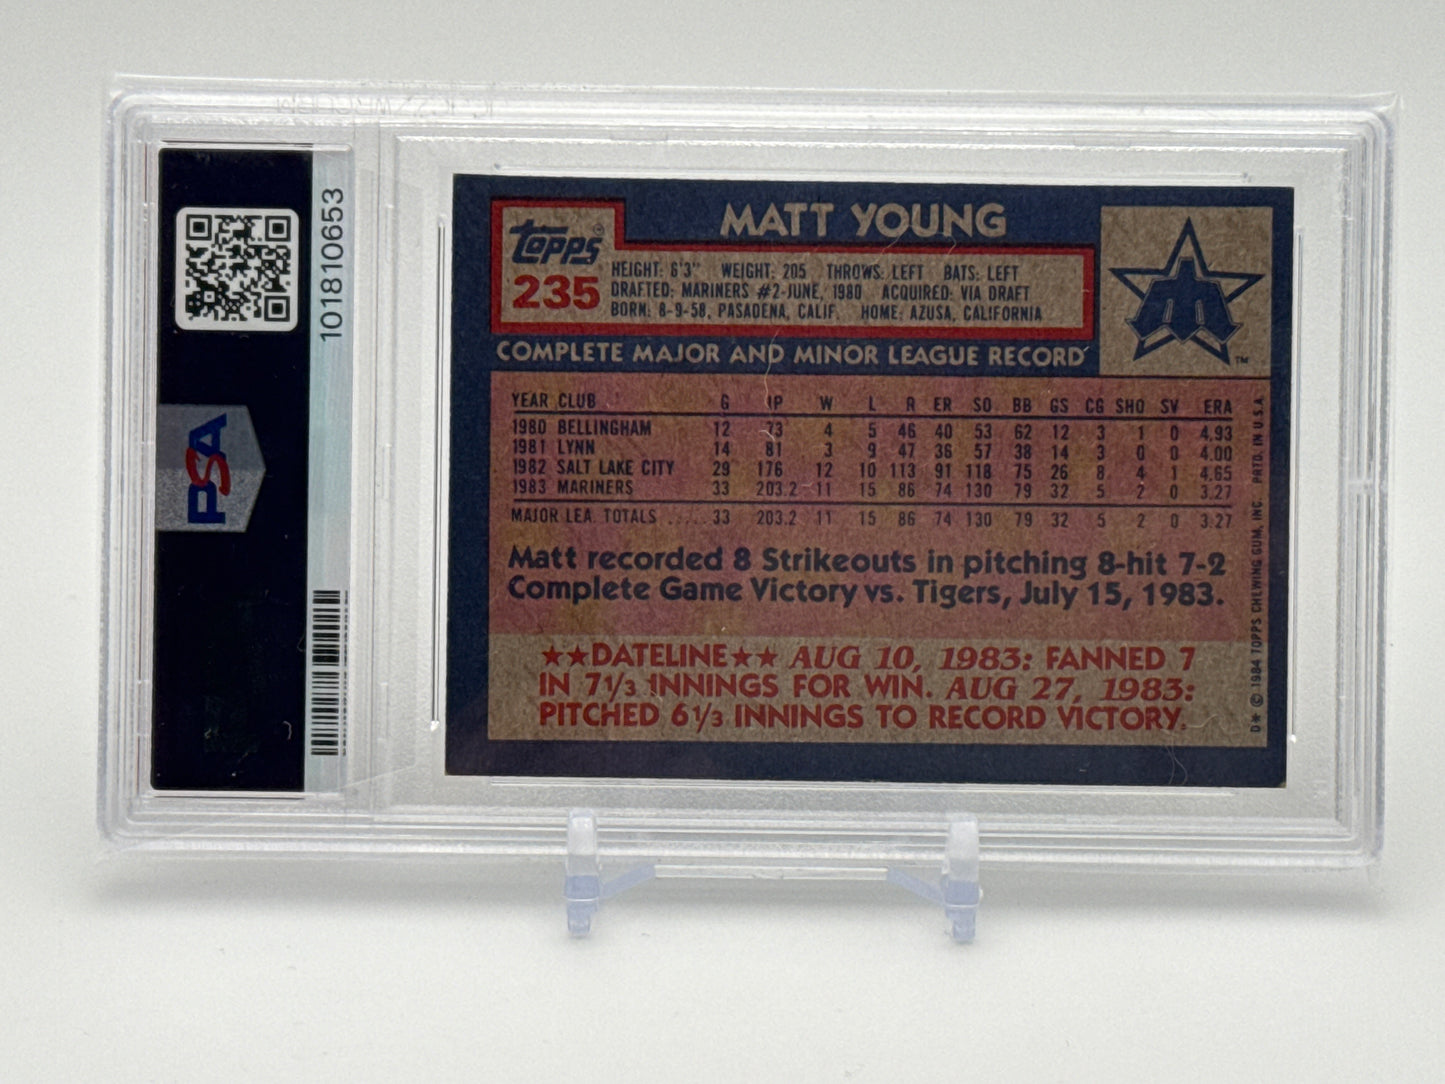 101810653
PSA
MATT YOUNG
TOPPS
235
HEIGHT: 6'3" WEIGHT: 205 THROWS: LEFT BATS: LEFT
DRAFTED: MARINERS #2-JUNE, 1980 ACQUIRED: VIA DRAFT
BORN: 8-9-58, PASADENA, CALIF. HOME: AZUSA, CALIFORNIA
TM
COMPLETE MAJOR AND MINOR LEAGUE RECORD
YEAR CLUB G IP W L R ER SO BB GS CG SHO SV ERA
1980 BELLINGHAM 12 73 4 5 46 40 53 62 12 3 1 0 4.93
1981 LYNN 14 81 3 9 47 36 57 38 14 3 0 0 4.00
1982 SALT LAKE CITY 29 176 12 10 113 91 118 75 26 8 4 1 4.65
1983 MARINERS 33 203.2 11 15 86 74 130 79 32 5 2 0 3.27
MAJOR LEA. TOTALS ..... 33 203.2 11 15 86 74 130 79 32 5 2 0 3.27
Matt recorded 8 Strikeouts in pitching 8-hit 7-2
Complete Game Victory vs. Tigers, July 15, 1983.
★★DATELINE★★ AUG 10, 1983: FANNED 7
IN 7 1/3 INNINGS FOR WIN. AUG 27, 1983:
PITCHED 6 1/3 INNINGS TO RECORD VICTORY.
D* © 1984 TOPPS CHEWING GUM, INC. PRTD. IN U.S.A.